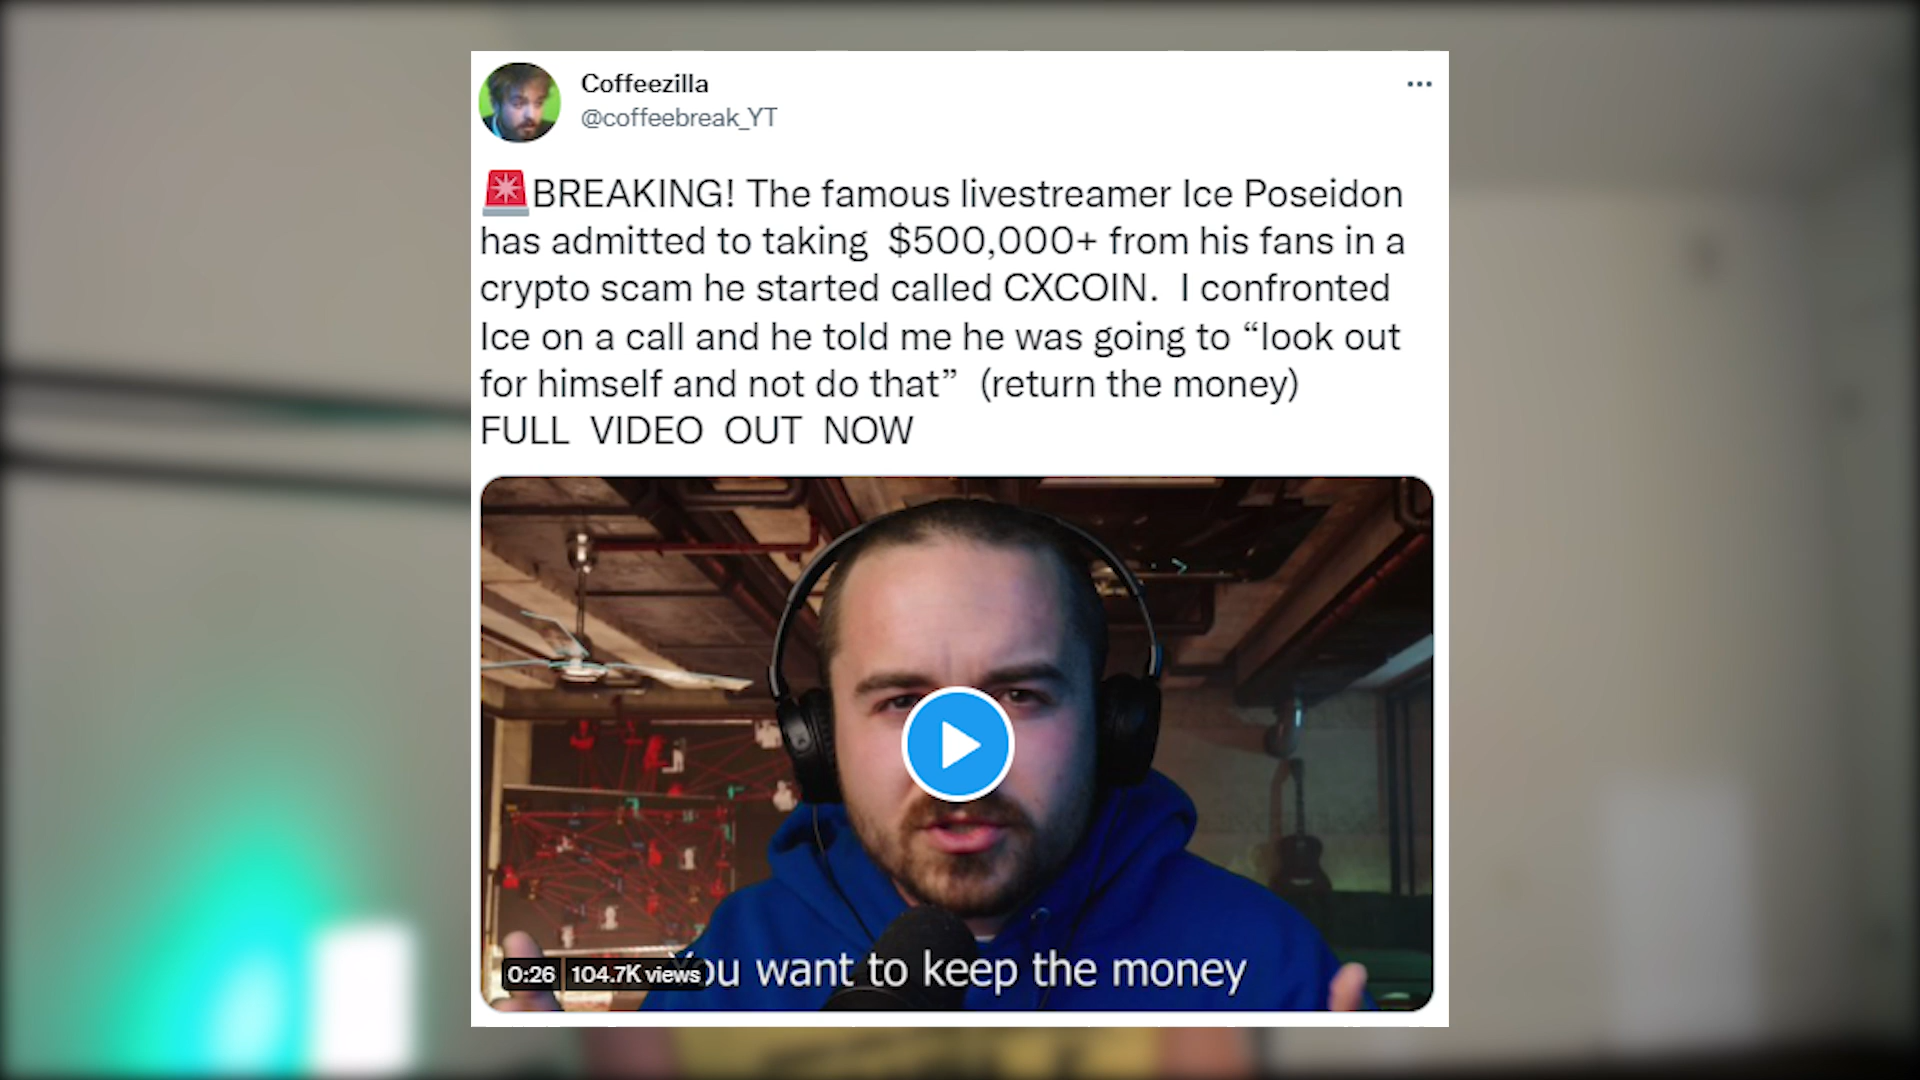 Coffeezilla
@coffeebreak_YT
🚨BREAKING! The famous livestreamer Ice Poseidon
has admitted to taking $500,000+ from his fans in a
crypto scam he started called CXCOIN. I confronted
Ice on a call and he told me he was going to “look out
for himself and not do that” (return the money)
FULL VIDEO OUT NOW
You want to keep the money
0:26 104.7K views